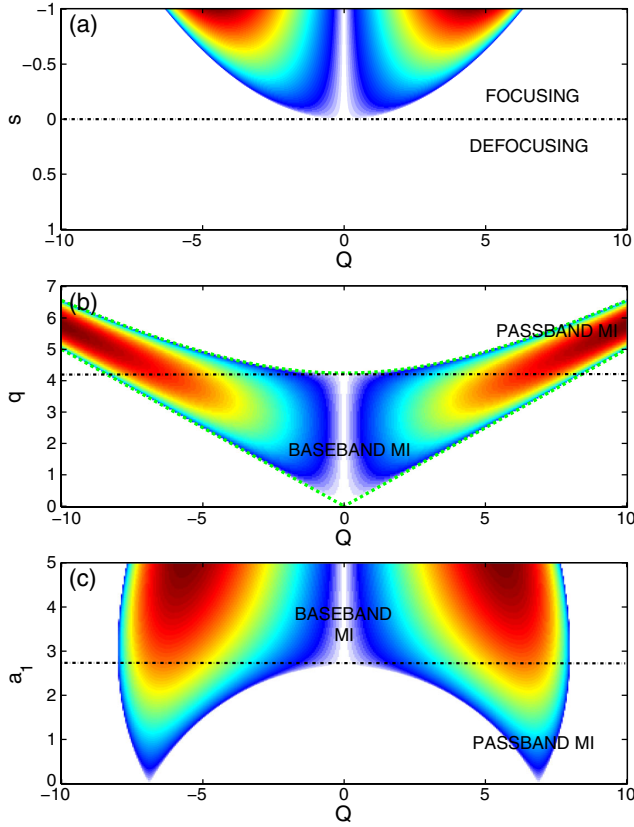 (a)
−1
−0.5
0
0.5
1
s
FOCUSING
DEFOCUSING
−10
−5
0
5
10
Q
(b)
7
6
5
4
3
2
1
0
q
PASSBAND MI
BASEBAND MI
−10
−5
0
5
10
Q
(c)
5
4
3
2
1
0
a1
BASEBAND
MI
PASSBAND MI
−10
−5
0
5
10
Q